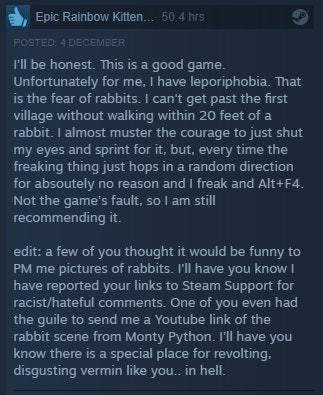 Epic Rainbow Kitten... 50.4 hrs
POSTED: 4 DECEMBER
I'll be honest. This is a good game.
Unfortunately for me, I have leporiphobia. That
is the fear of rabbits. I can't get past the first
village without walking within 20 feet of a
rabbit. I almost muster the courage to just shut
my eyes and sprint for it, but, every time the
freaking thing just hops in a random direction
for absoutely no reason and I freak and Alt+F4.
Not the game's fault, so I am still
recommending it.
edit: a few of you thought it would be funny to
PM me pictures of rabbits. I'll have you know I
have reported your links to Steam Support for
racist/hateful comments. One of you even had
the guile to send me a Youtube link of the
rabbit scene from Monty Python. I'll have you
know there is a special place for revolting,
disgusting vermin like you.. in hell.